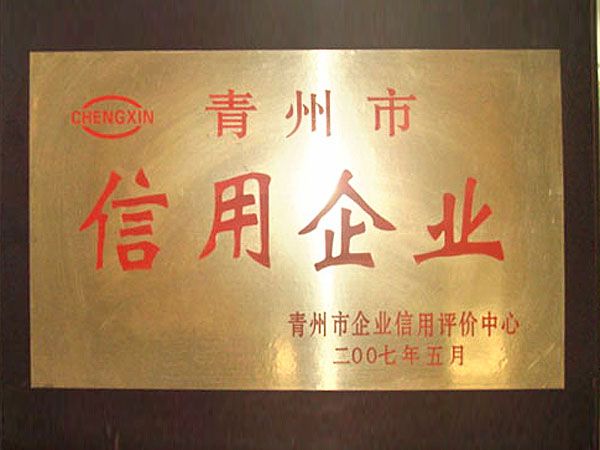 CHENGXIN
青州市
信用企业
青州市企业信用评价中心
二00七年五月